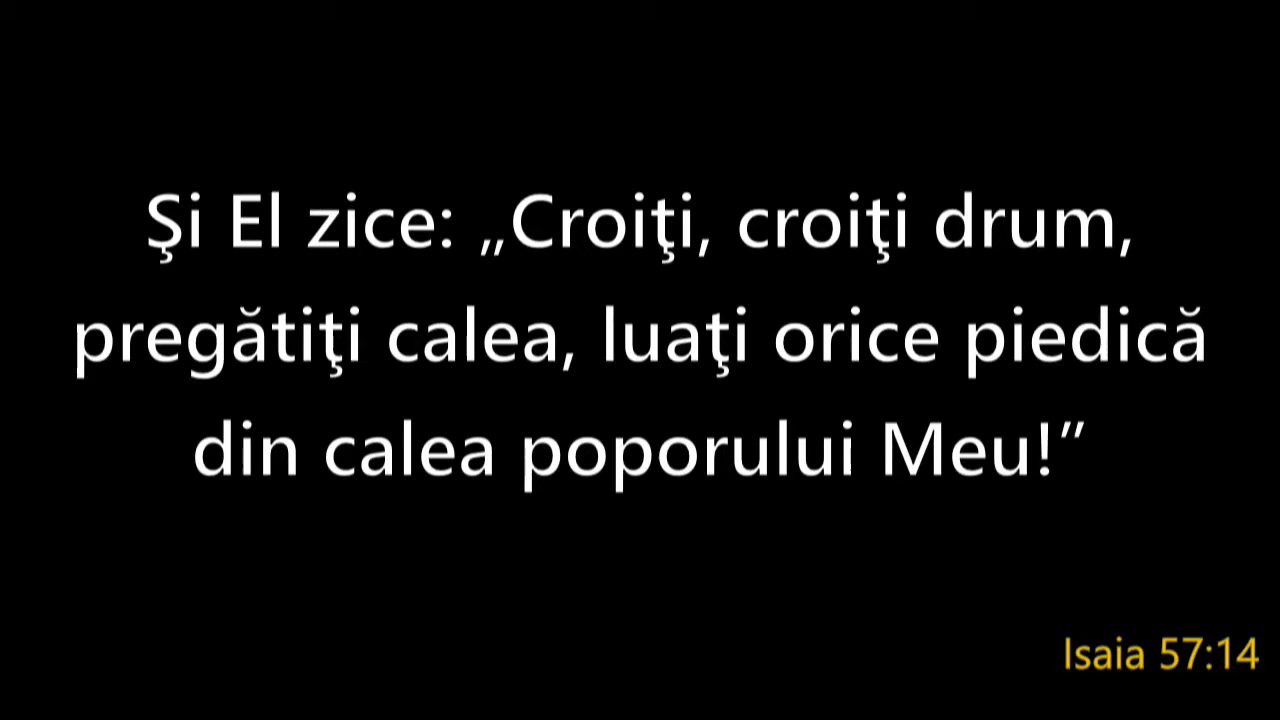 Şi El zice: „Croiţi, croiţi drum,
pregătiţi calea, luaţi orice piedică
din calea poporului Meu!”
Isaia 57:14